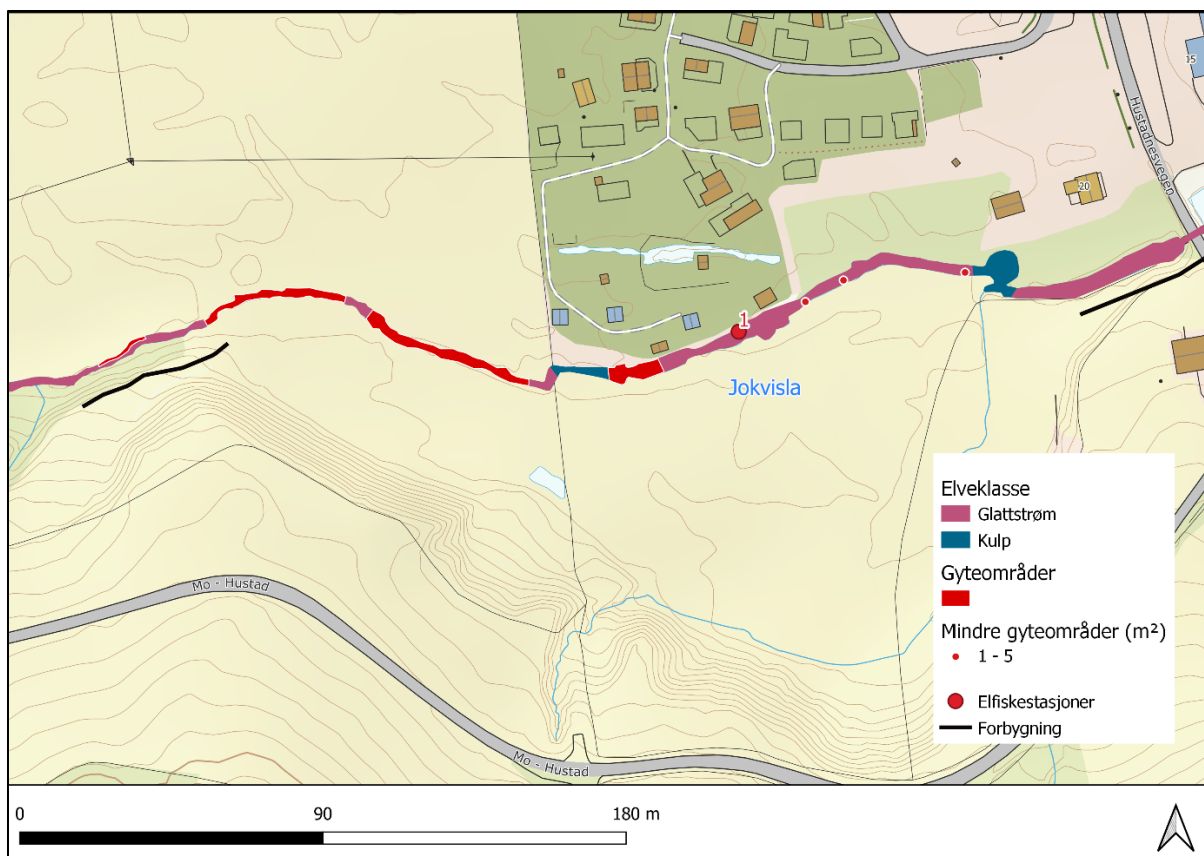 15
Hustadnesvegen
20
1
Jokvisla
Mo - Hustad
Mo - Hustad
Elveklasse
Glattstrøm
Kulp
Gyteområder
Mindre gyteområder (m²)
1 - 5
Elfiskestasjoner
Forbygning
0 90 180 m